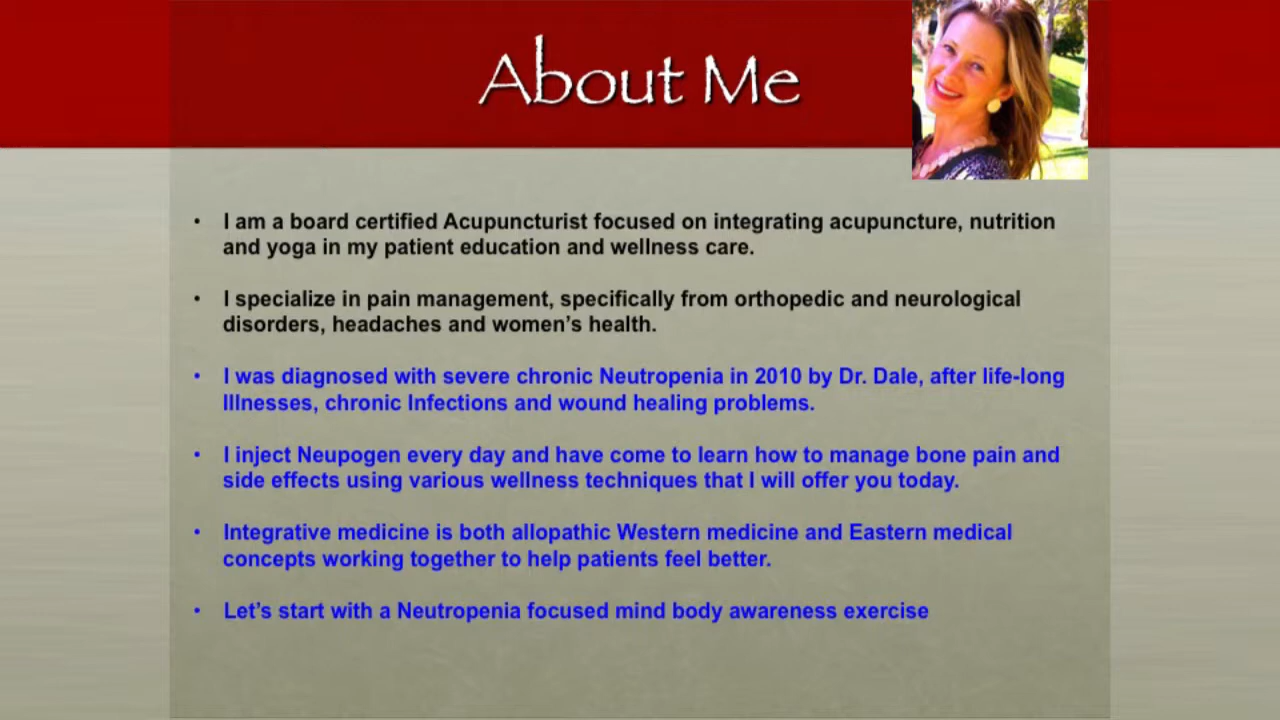 About Me
• I am a board certified Acupuncturist focused on integrating acupuncture, nutrition
and yoga in my patient education and wellness care.
• I specialize in pain management, specifically from orthopedic and neurological
disorders, headaches and women’s health.
• I was diagnosed with severe chronic Neutropenia in 2010 by Dr. Dale, after life-long
Illnesses, chronic Infections and wound healing problems.
• I inject Neupogen every day and have come to learn how to manage bone pain and
side effects using various wellness techniques that I will offer you today.
• Integrative medicine is both allopathic Western medicine and Eastern medical
concepts working together to help patients feel better.
• Let’s start with a Neutropenia focused mind body awareness exercise